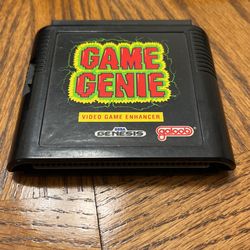 GAME
GENIE
VIDEO GAME ENHANCER
SEGA
GENESIS
galoob